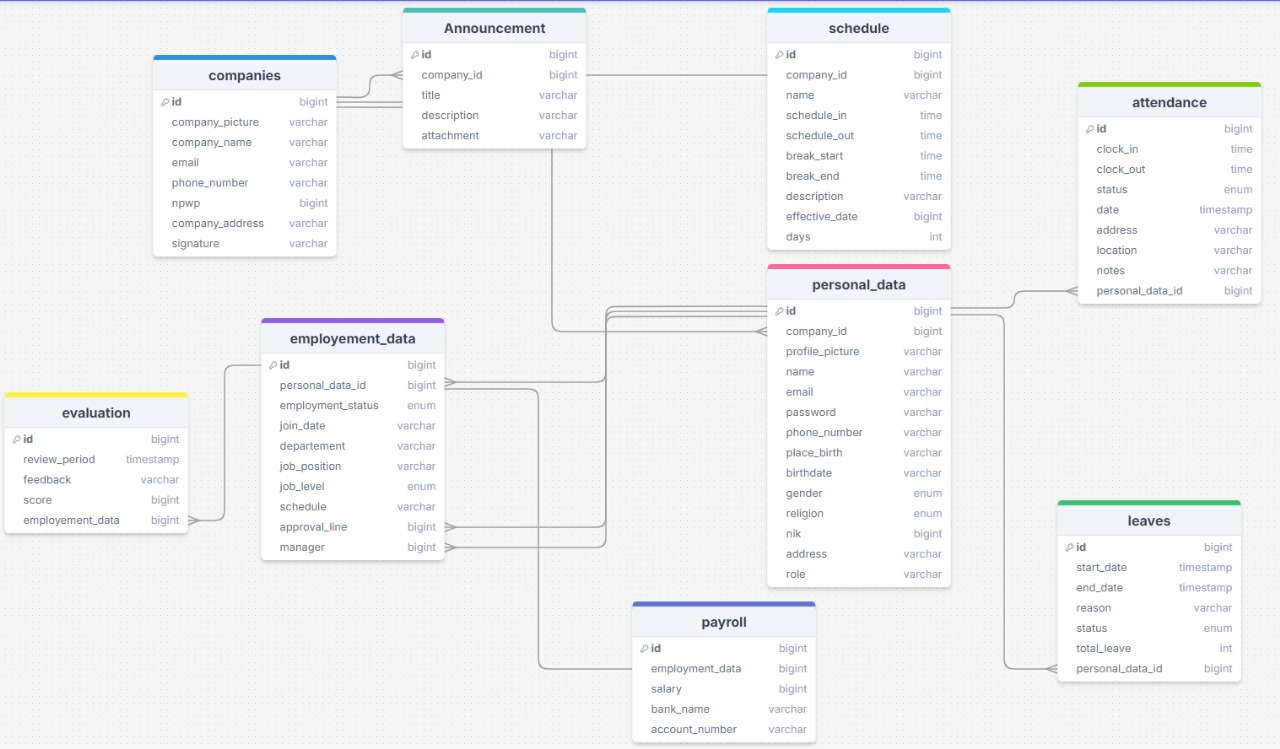 Announcement
id bigint
company_id bigint
title varchar
description varchar
attachment varchar
schedule
id bigint
company_id bigint
name varchar
schedule_in time
schedule_out time
break_start time
break_end time
description varchar
effective_date bigint
days int
companies
id bigint
company_picture varchar
company_name varchar
email varchar
phone_number varchar
npwp bigint
company_address varchar
signature varchar
attendance
id bigint
clock_in time
clock_out time
status enum
date timestamp
address varchar
location varchar
notes varchar
personal_data_id bigint
personal_data
id bigint
company_id bigint
profile_picture varchar
name varchar
email varchar
password varchar
phone_number varchar
place_birth varchar
birthdate varchar
gender enum
religion enum
nik bigint
address varchar
role varchar
employement_data
id bigint
personal_data_id bigint
employment_status enum
join_date varchar
departement varchar
job_position varchar
job_level enum
schedule varchar
approval_line bigint
manager bigint
evaluation
id bigint
review_period timestamp
feedback varchar
score bigint
employement_data bigint
leaves
id bigint
start_date timestamp
end_date timestamp
reason varchar
status enum
total_leave int
personal_data_id bigint
payroll
id bigint
employment_data bigint
salary bigint
bank_name varchar
account_number varchar